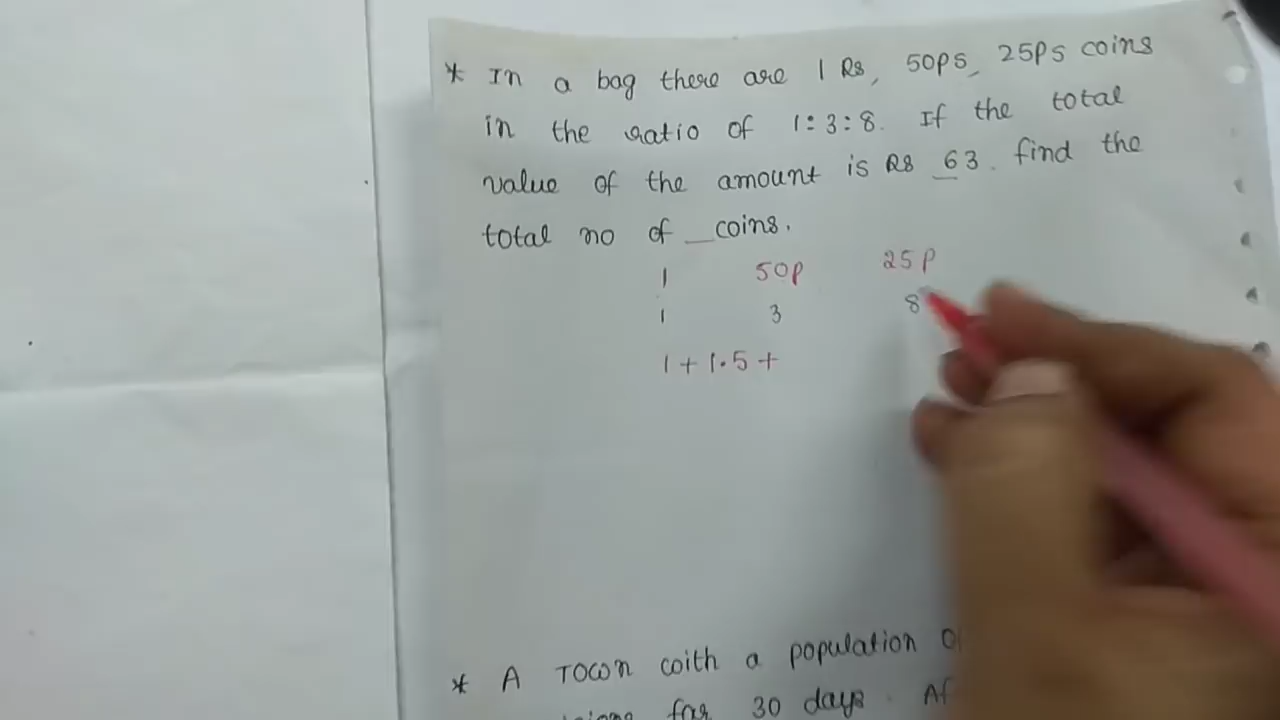 * In a bag there are 1 Rs, 50ps, 25ps coins
in the ratio of 1:3:8. If the total
value of the amount is Rs 63. find the
total no of _ coins.
1 50p 25p
1 3 8
1+1.5+
* A Town with a population
for 30 days. Af